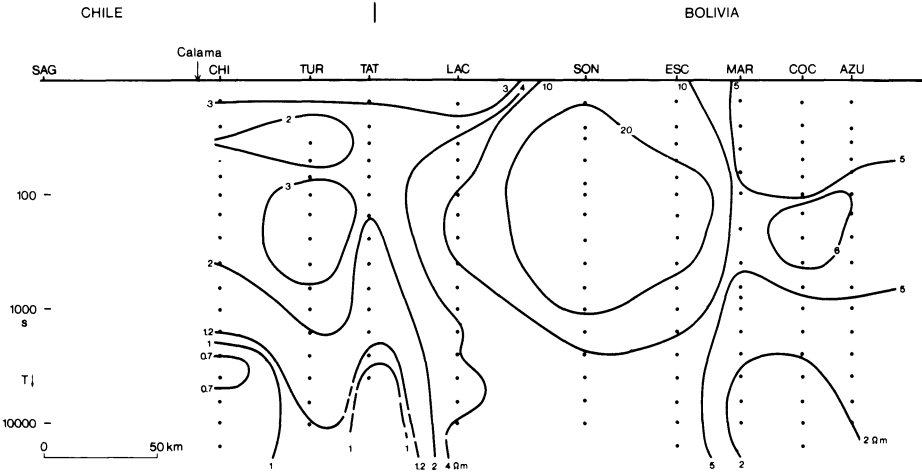 CHILE BOLIVIA
Calama
SAG CHI TUR TAT LAC SON ESC MAR COC AZU
3 3 4 10 10 5
2 20
5
100 3
6
2
5
1000
s
1.2
1
0.7
T↓
0.7
10000
0 50 km
1 1 1 1.2 2 4 Ωm 5 2 2 Ωm